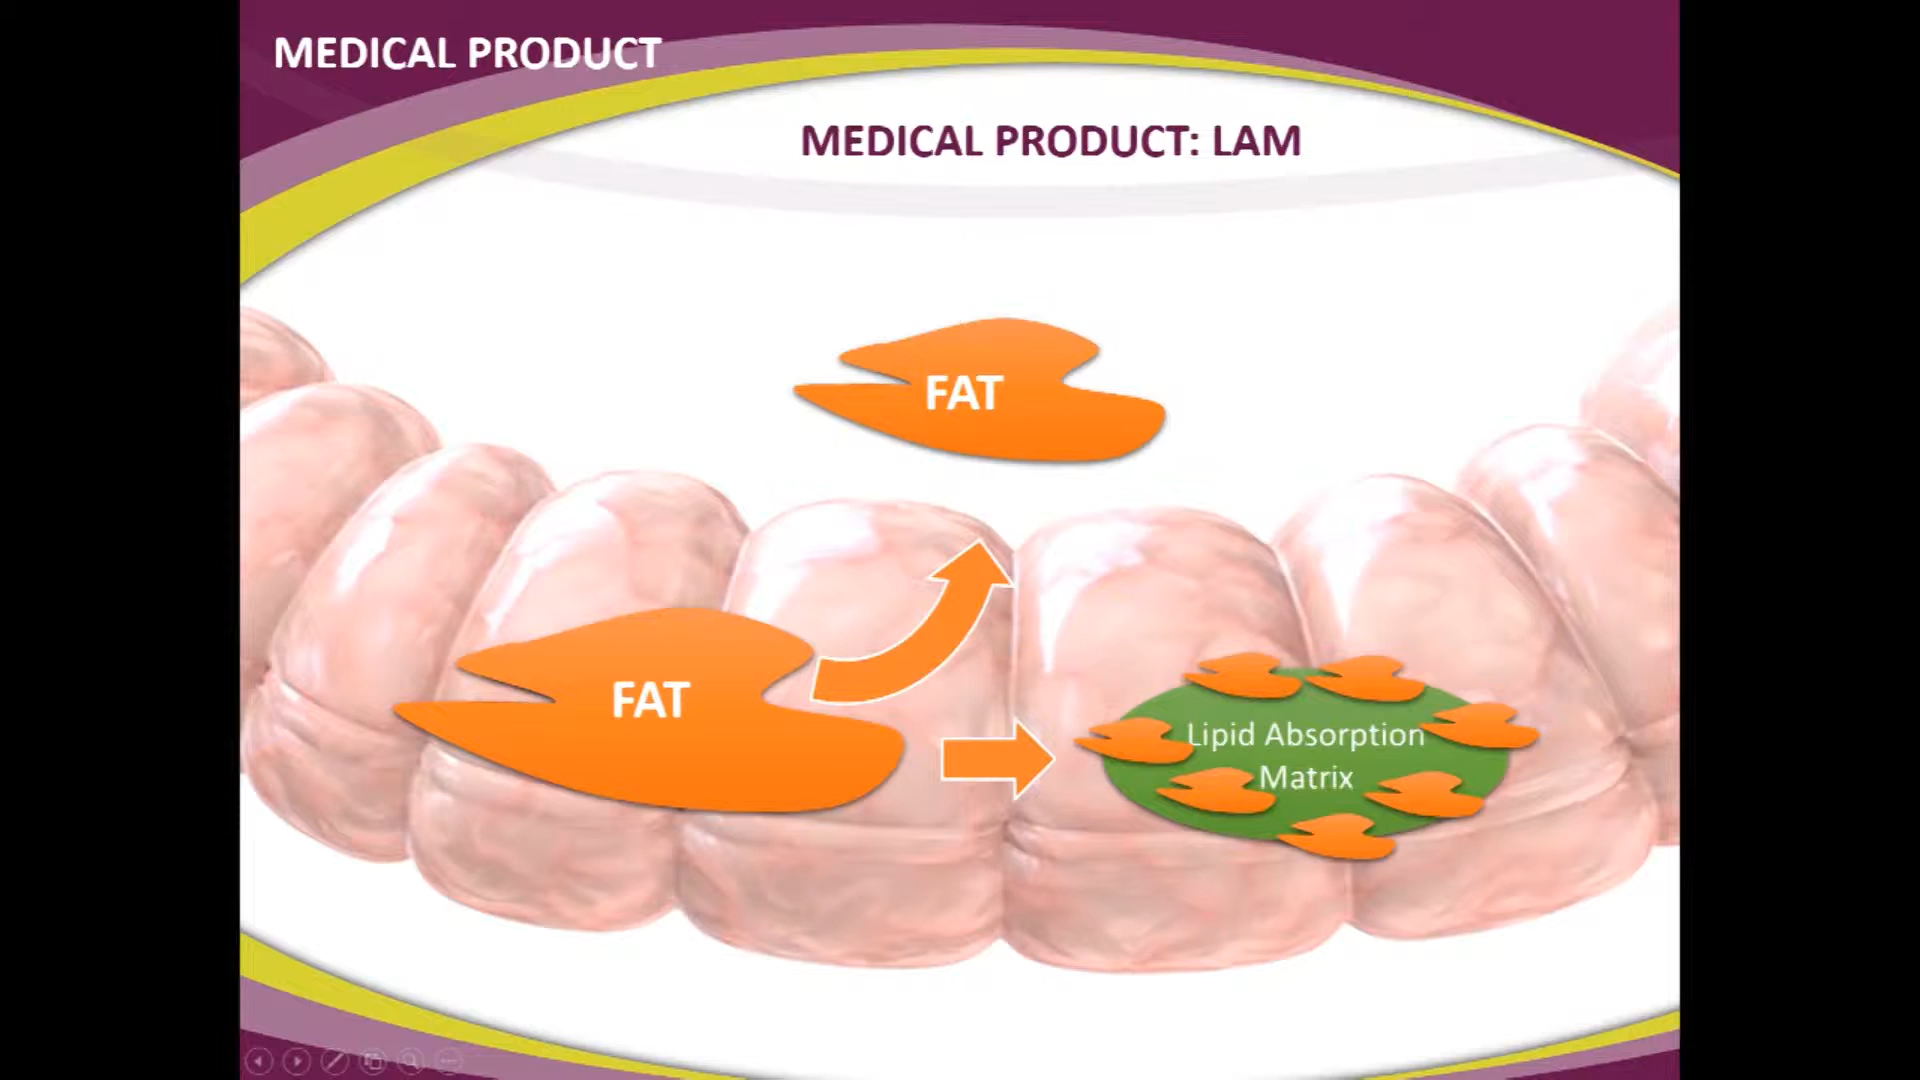 MEDICAL PRODUCT
MEDICAL PRODUCT: LAM
FAT
FAT
Lipid Absorption
Matrix